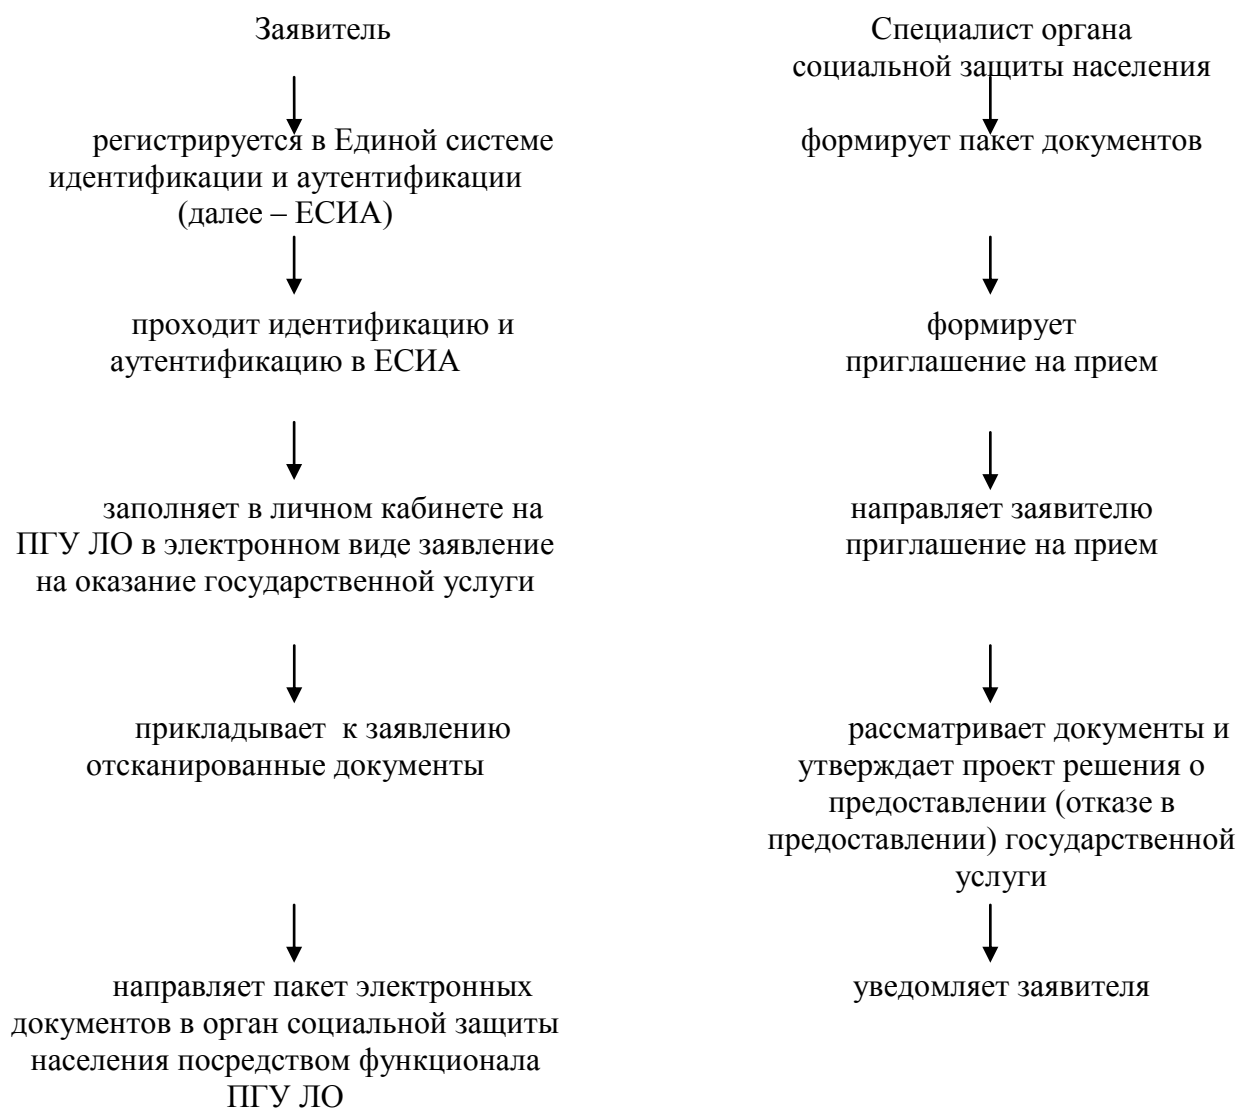 Заявитель
регистрируется в Единой системе
идентификации и аутентификации
(далее – ЕСИА)
проходит идентификацию и
аутентификацию в ЕСИА
заполняет в личном кабинете на
ПГУ ЛО в электронном виде заявление
на оказание государственной услуги
прикладывает к заявлению
отсканированные документы
направляет пакет электронных
документов в орган социальной защиты
населения посредством функционала
ПГУ ЛО
Специалист органа
социальной защиты населения
формирует пакет документов
формирует
приглашение на прием
направляет заявителю
приглашение на прием
рассматривает документы и
утверждает проект решения о
предоставлении (отказе в
предоставлении) государственной
услуги
уведомляет заявителя